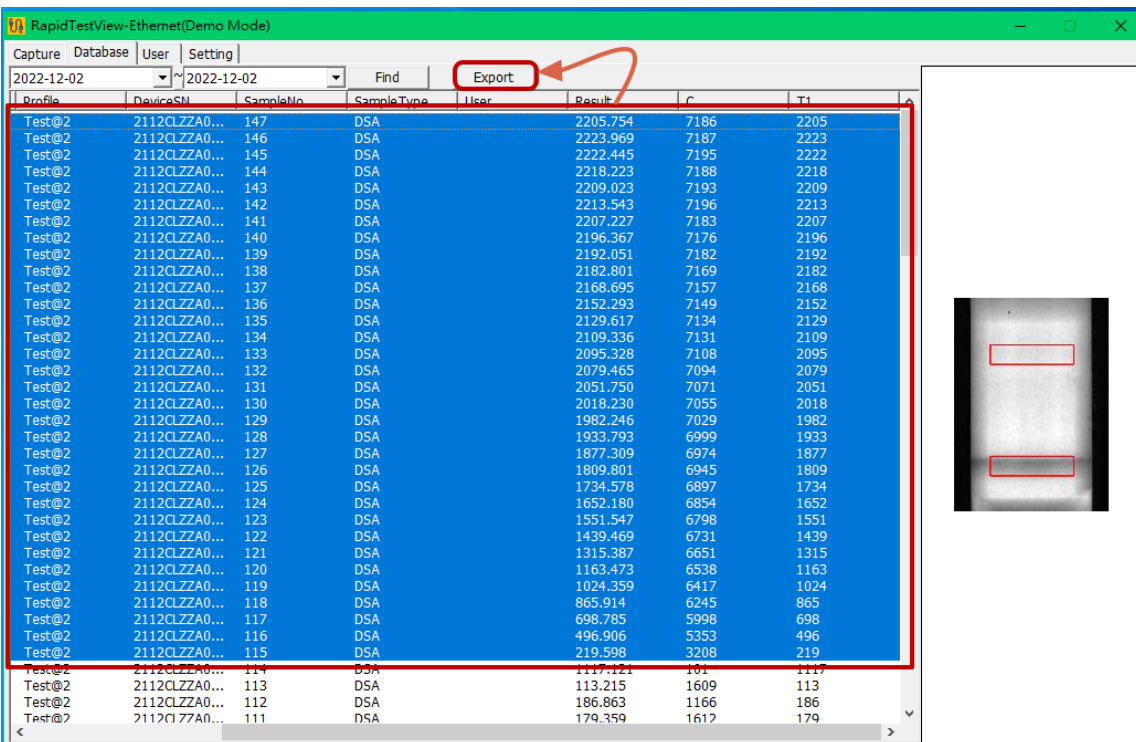 RapidTestView-Ethernet(Demo Mode)
Capture Database User Setting
2022-12-02 ~ 2022-12-02 Find Export
Profile DeviceSN SampleNo SampleType User Result C T1
Test@2 2112CLZZA0... 147 DSA 2205.754 7186 2205
Test@2 2112CLZZA0... 146 DSA 2223.969 7187 2223
Test@2 2112CLZZA0... 145 DSA 2222.445 7195 2222
Test@2 2112CLZZA0... 144 DSA 2218.223 7188 2218
Test@2 2112CLZZA0... 143 DSA 2209.023 7193 2209
Test@2 2112CLZZA0... 142 DSA 2213.543 7196 2213
Test@2 2112CLZZA0... 141 DSA 2207.227 7183 2207
Test@2 2112CLZZA0... 140 DSA 2196.367 7176 2196
Test@2 2112CLZZA0... 139 DSA 2192.051 7182 2192
Test@2 2112CLZZA0... 138 DSA 2182.801 7169 2182
Test@2 2112CLZZA0... 137 DSA 2168.695 7157 2168
Test@2 2112CLZZA0... 136 DSA 2152.293 7149 2152
Test@2 2112CLZZA0... 135 DSA 2129.617 7134 2129
Test@2 2112CLZZA0... 134 DSA 2109.336 7131 2109
Test@2 2112CLZZA0... 133 DSA 2095.328 7108 2095
Test@2 2112CLZZA0... 132 DSA 2079.465 7094 2079
Test@2 2112CLZZA0... 131 DSA 2051.750 7071 2051
Test@2 2112CLZZA0... 130 DSA 2018.230 7055 2018
Test@2 2112CLZZA0... 129 DSA 1982.246 7029 1982
Test@2 2112CLZZA0... 128 DSA 1933.793 6999 1933
Test@2 2112CLZZA0... 127 DSA 1877.309 6974 1877
Test@2 2112CLZZA0... 126 DSA 1809.801 6945 1809
Test@2 2112CLZZA0... 125 DSA 1734.578 6897 1734
Test@2 2112CLZZA0... 124 DSA 1652.180 6854 1652
Test@2 2112CLZZA0... 123 DSA 1551.547 6798 1551
Test@2 2112CLZZA0... 122 DSA 1439.469 6731 1439
Test@2 2112CLZZA0... 121 DSA 1315.387 6651 1315
Test@2 2112CLZZA0... 120 DSA 1163.473 6538 1163
Test@2 2112CLZZA0... 119 DSA 1024.359 6417 1024
Test@2 2112CLZZA0... 118 DSA 865.914 6245 865
Test@2 2112CLZZA0... 117 DSA 698.785 5998 698
Test@2 2112CLZZA0... 116 DSA 496.906 5353 496
Test@2 2112CLZZA0... 115 DSA 219.598 3208 219
Test@2 2112CLZZA0... 114 DSA 1117.121 161 1117
Test@2 2112CLZZA0... 113 DSA 113.215 1609 113
Test@2 2112CLZZA0... 112 DSA 186.863 1166 186
Test@2 2112CLZZA0... 111 DSA 179.359 1612 179